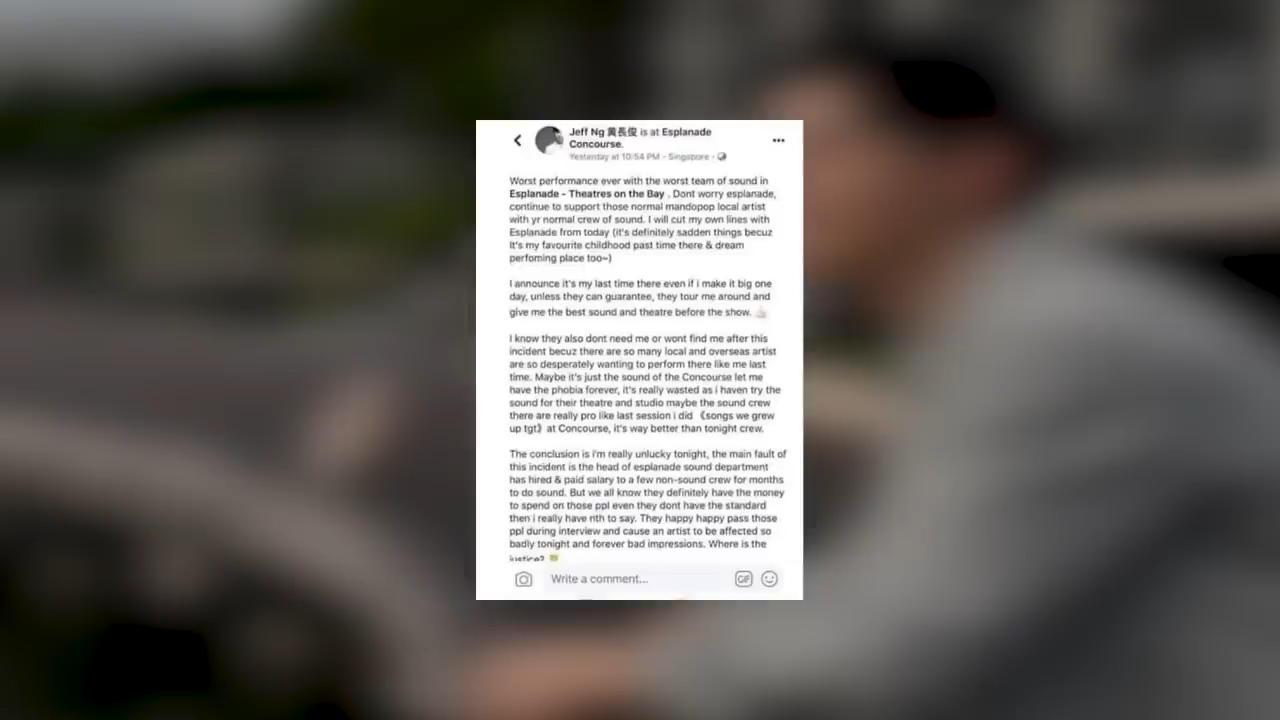 Jeff Ng 黄長俊 is at Esplanade
Concourse.
Yesterday at 10:54 PM - Singapore -
Worst performance ever with the worst team of sound in
Esplanade - Theatres on the Bay . Dont worry esplanade,
continue to support those normal mandopop local artist
with yr normal crew of sound. I will cut my own lines with
Esplanade from today (it's definitely sadden things becuz
It's my favourite childhood past time there & dream
perfoming place too~)
I announce it's my last time there even if i make it big one
day, unless they can guarantee, they tour me around and
give me the best sound and theatre before the show.
I know they also dont need me or wont find me after this
incident becuz there are so many local and overseas artist
are so desperately wanting to perform there like me last
time. Maybe it's just the sound of the Concourse let me
have the phobia forever, it's really wasted as i haven try the
sound for their theatre and studio maybe the sound crew
there are really pro like last session i did 《songs we grew
up tgt》 at Concourse, it's way better than tonight crew.
The conclusion is i'm really unlucky tonight, the main fault of
this incident is the head of esplanade sound department
has hired & paid salary to a few non-sound crew for months
to do sound. But we all know they definitely have the money
to spend on those ppl even they dont have the standard
then i really have nth to say. They happy happy pass those
ppl during interview and cause an artist to be affected so
badly tonight and forever bad impressions. Where is the
justice?
Write a comment...
GIF